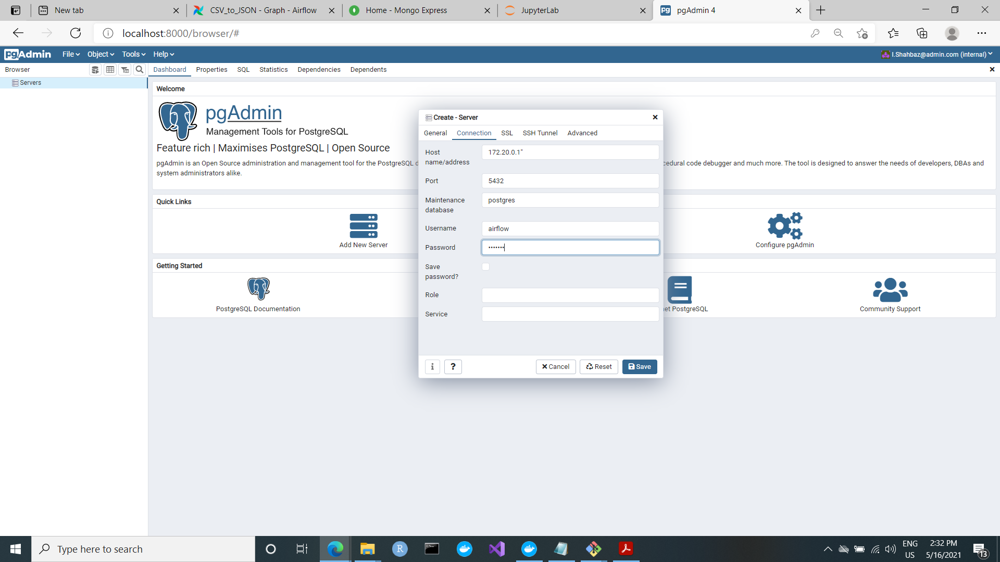 New tab
CSV_to_JSON - Graph - Airflow
Home - Mongo Express
JupyterLab
pgAdmin 4
localhost:8000/browser/#
pgAdmin File Object Tools Help I.Shahbaz@admin.com (internal)
Browser
Dashboard Properties SQL Statistics Dependencies Dependents
Servers
Welcome
pgAdmin
Management Tools for PostgreSQL
Feature rich | Maximises PostgreSQL | Open Source
pgAdmin is an Open Source administration and management tool for the PostgreSQL d
cedural code debugger and much more. The tool is designed to answer the needs of developers, DBAs and
system administrators alike.
Quick Links
Add New Server
Configure pgAdmin
Getting Started
PostgreSQL Documentation
et PostgreSQL
Community Support
Create - Server
General Connection SSL SSH Tunnel Advanced
Host
name/address
172.20.0.1"
Port
5432
Maintenance
database
postgres
Username
airflow
Password
•••••••
Save
password?
Role
Service
i ? Cancel Reset Save
Type here to search
ENG
US
2:32 PM
5/16/2021
13